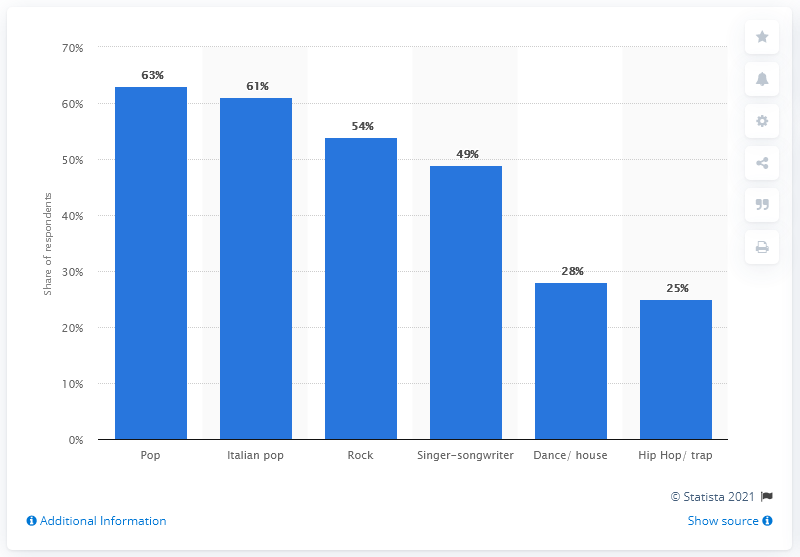 70%
60%
50%
40%
30%
20%
10%
0%
Share of respondents
63%
61%
54%
49%
28%
25%
Pop
Italian pop
Rock
Singer-songwriter
Dance/ house
Hip Hop/ trap
© Statista 2021
Additional Information
Show source